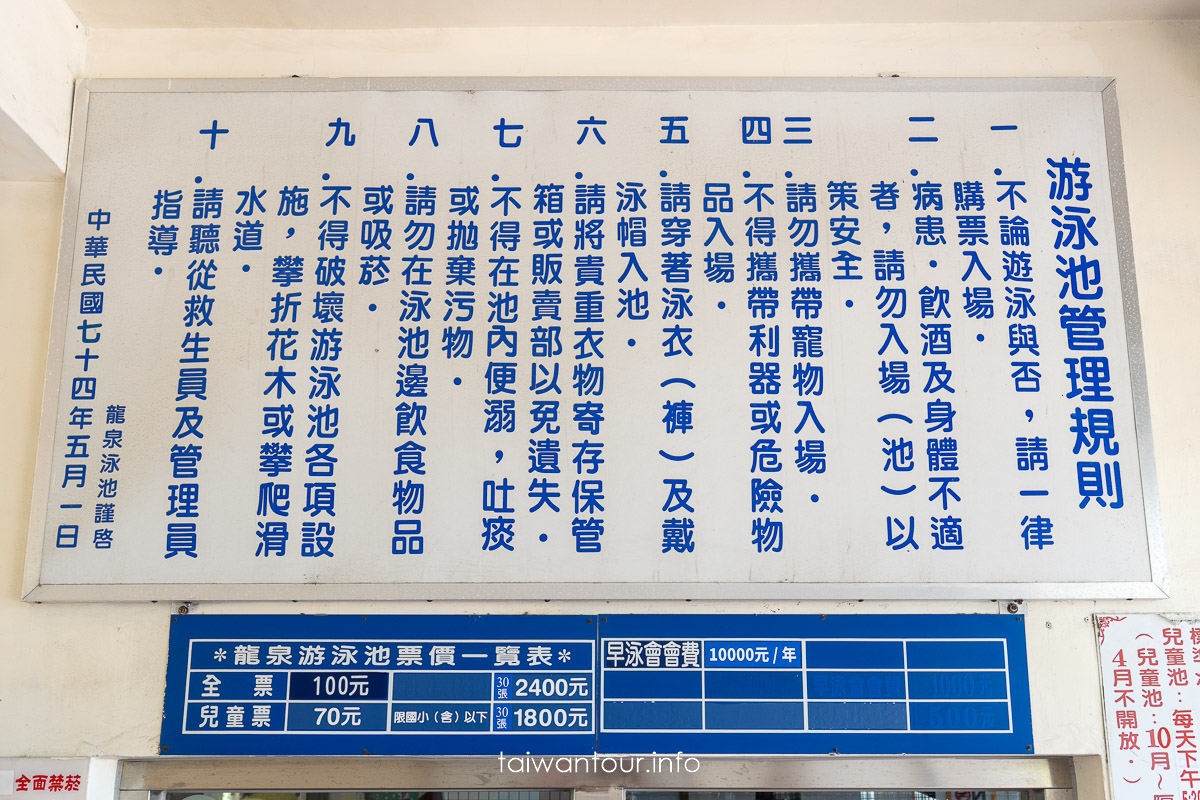 游泳池管理規則
一．不論遊泳與否，請一律
購票入場．
二．病患．飲酒及身體不適
者，請勿入場（池）以
策安全．
三．請勿攜帶寵物入場．
四．不得攜帶利器或危險物
品入場．
五．請穿著泳衣（褲）及戴
泳帽入池．
六．請將貴重衣物寄存保管
箱或販賣部以免遺失．
七．不得在池內便溺，吐痰
或拋棄污物．
八．請勿在泳池邊飲食物品
或吸菸．
九．不得破壞游泳池各項設
施，攀折花木或攀爬滑
水道．
十．請聽從救生員及管理員
指導．
龍泉泳池謹啓
中華民國七十四年五月一日
＊龍泉游泳池票價一覽表＊
全票 100元 30張 2400元
兒童票 70元 限國小（含）以下 30張 1800元
早泳會會費 10000元/年
兒童池：每天下午
（兒童池：10月～
4月不開放．）
全面禁菸
taiwantour.info